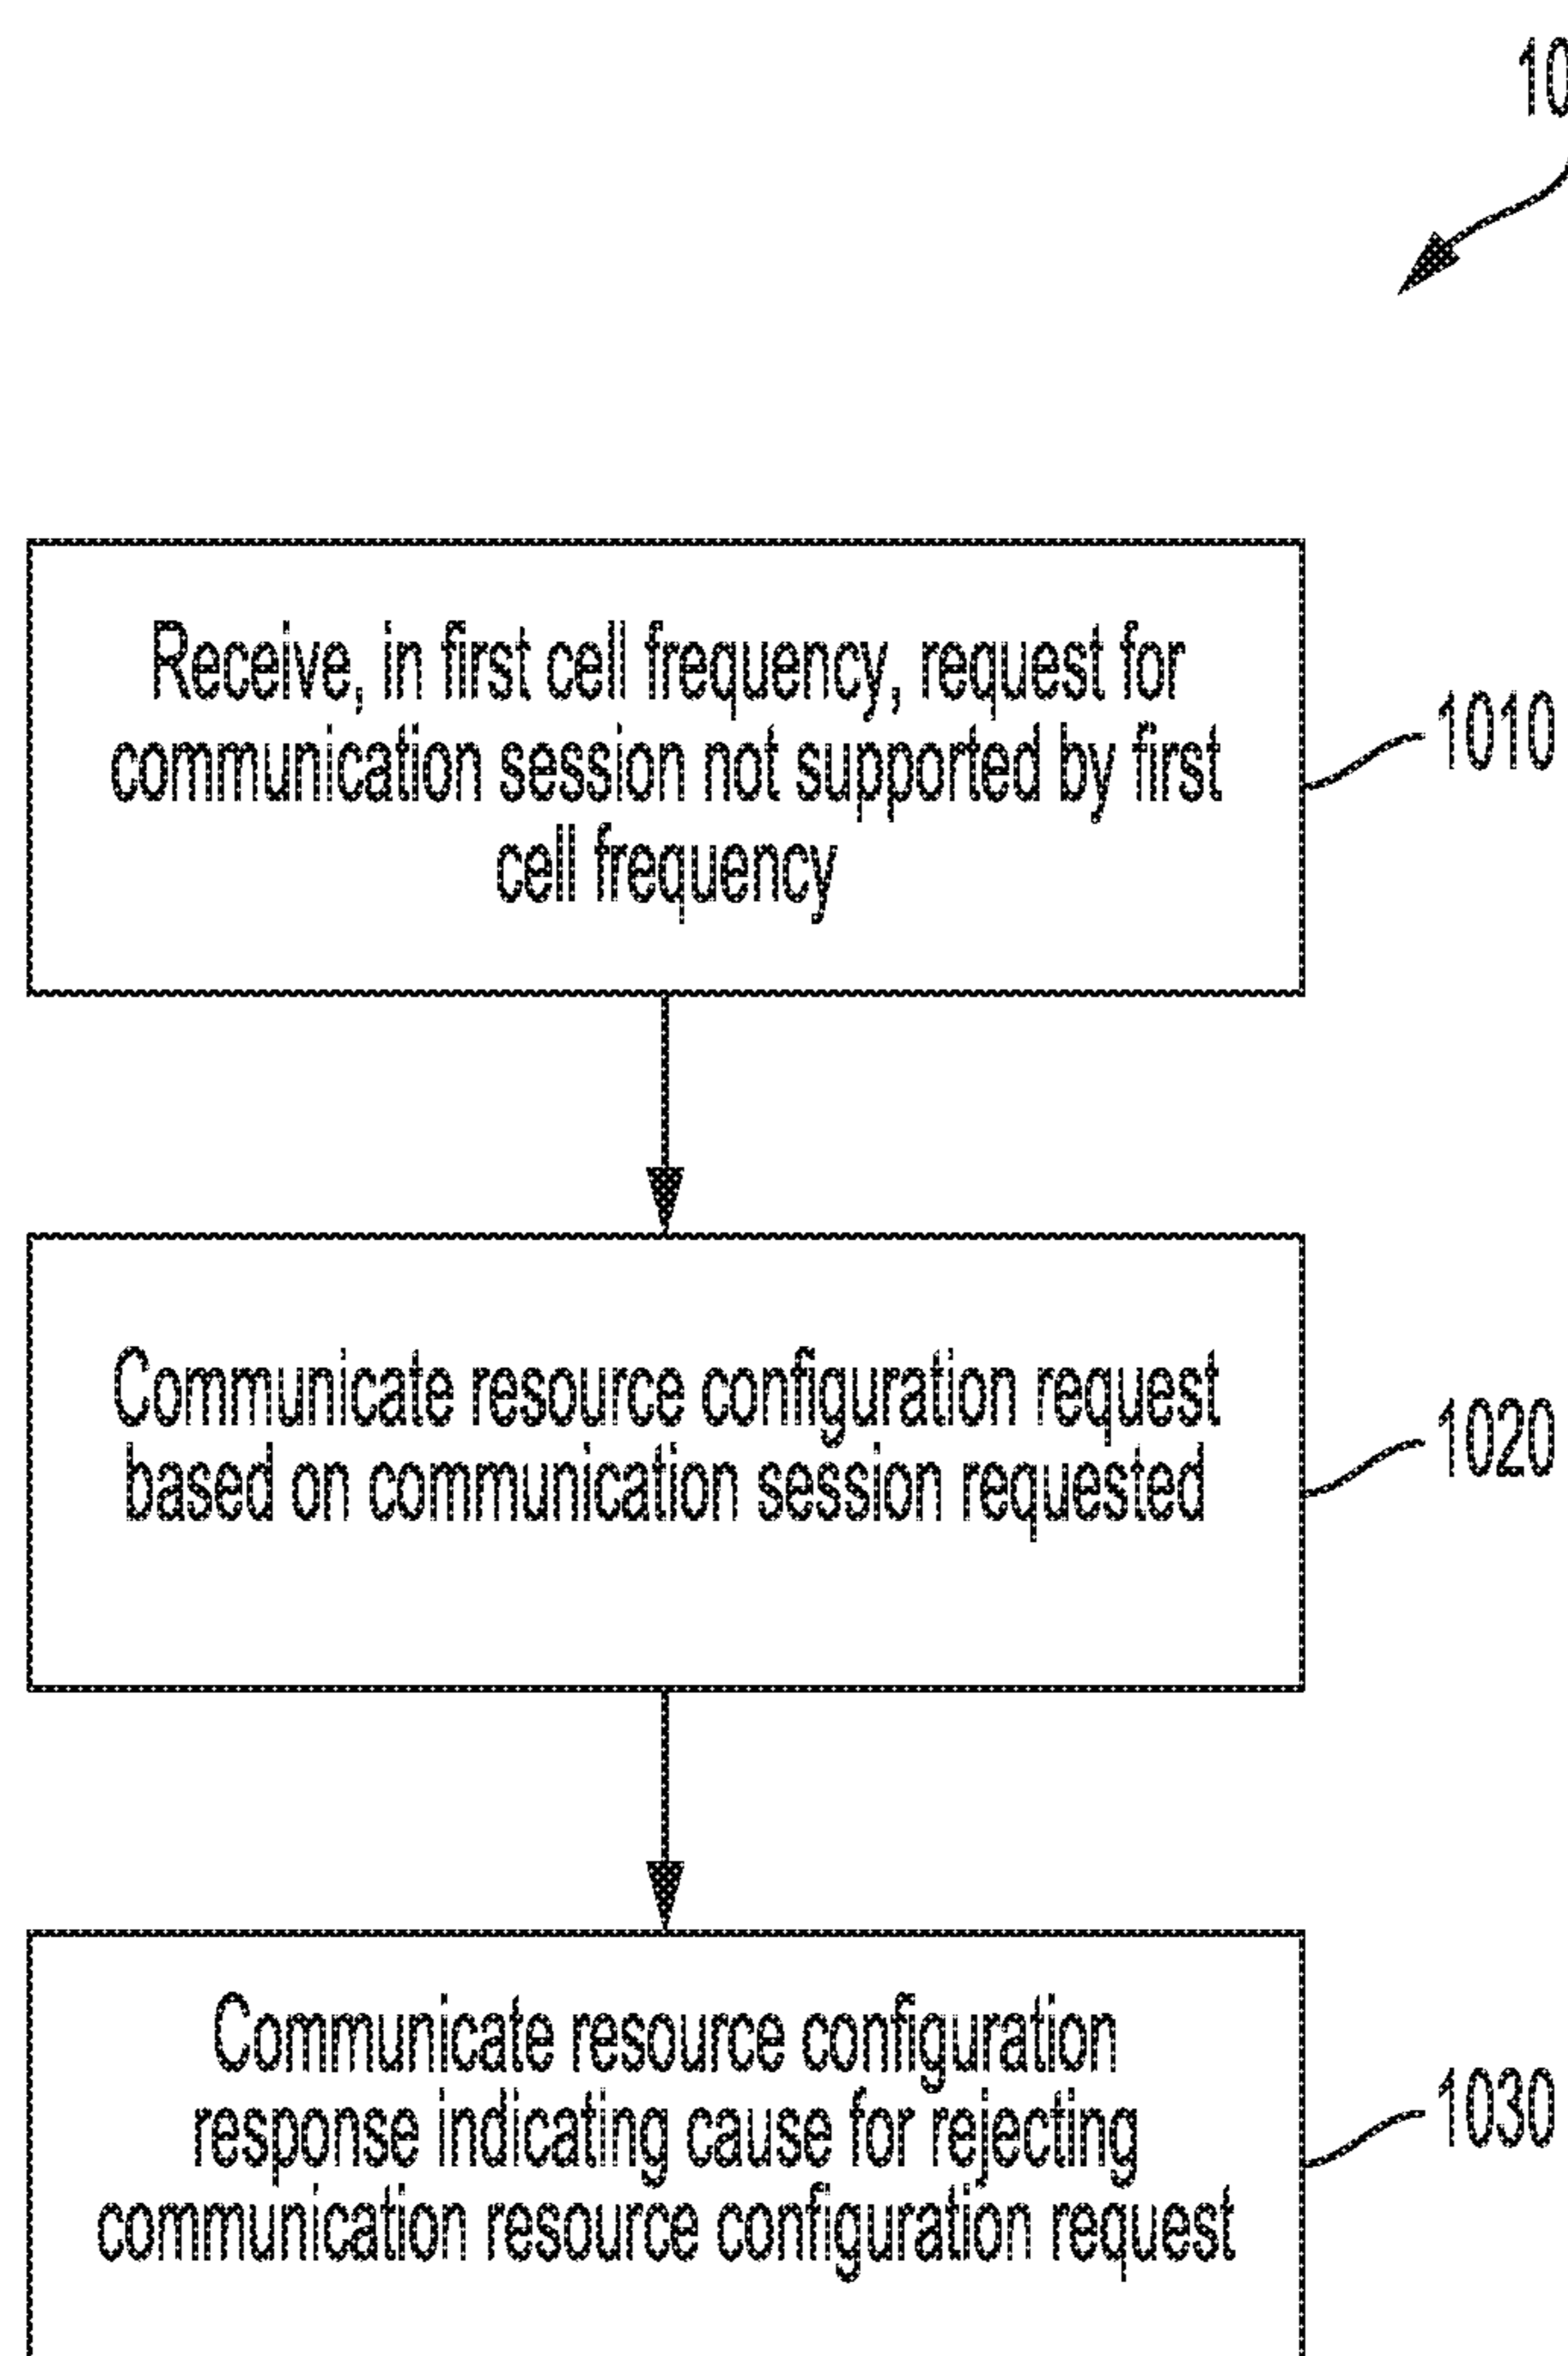 Receive, in first cell frequency, request for
communication session not supported by first
cell frequency
1010
Communicate resource configuration request
based on communication session requested
1020
Communicate resource configuration
response indicating cause for rejecting
communication resource configuration request
1030